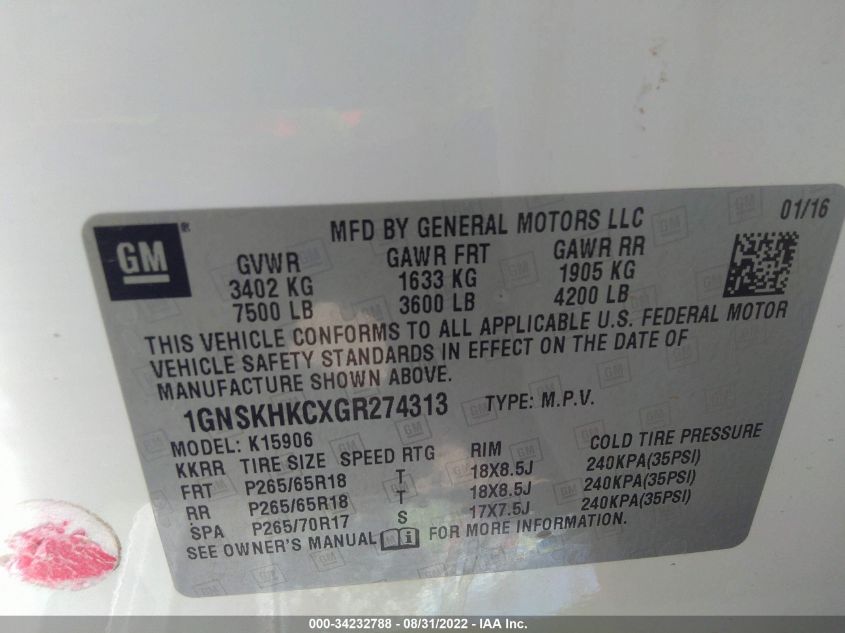 GM
MFD BY GENERAL MOTORS LLC
01/16
GVWR GAWR FRT GAWR RR
3402 KG 1633 KG 1905 KG
7500 LB 3600 LB 4200 LB
THIS VEHICLE CONFORMS TO ALL APPLICABLE U.S. FEDERAL MOTOR
VEHICLE SAFETY STANDARDS IN EFFECT ON THE DATE OF
MANUFACTURE SHOWN ABOVE.
1GNSKHKCXGR274313 TYPE: M.P.V.
MODEL: K15906
KKRR TIRE SIZE SPEED RTG RIM COLD TIRE PRESSURE
FRT P265/65R18 T 18X8.5J 240KPA(35PSI)
RR P265/65R18 T 18X8.5J 240KPA(35PSI)
SPA P265/70R17 S 17X7.5J 240KPA(35PSI)
SEE OWNER'S MANUAL FOR MORE INFORMATION.
000-34232788 - 08/31/2022 - IAA Inc.